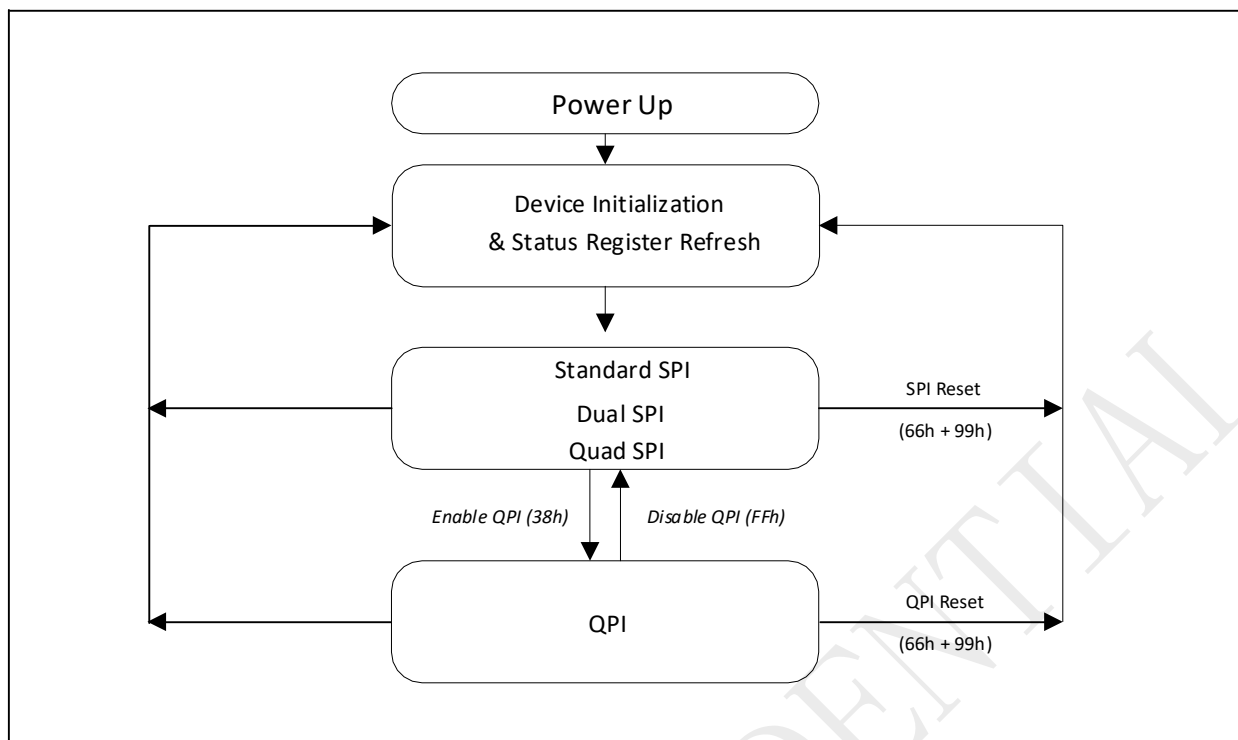 Power Up
Device Initialization
& Status Register Refresh
Standard SPI
Dual SPI
Quad SPI
SPI Reset
(66h + 99h)
Enable QPI (38h)
Disable QPI (FFh)
QPI
QPI Reset
(66h + 99h)